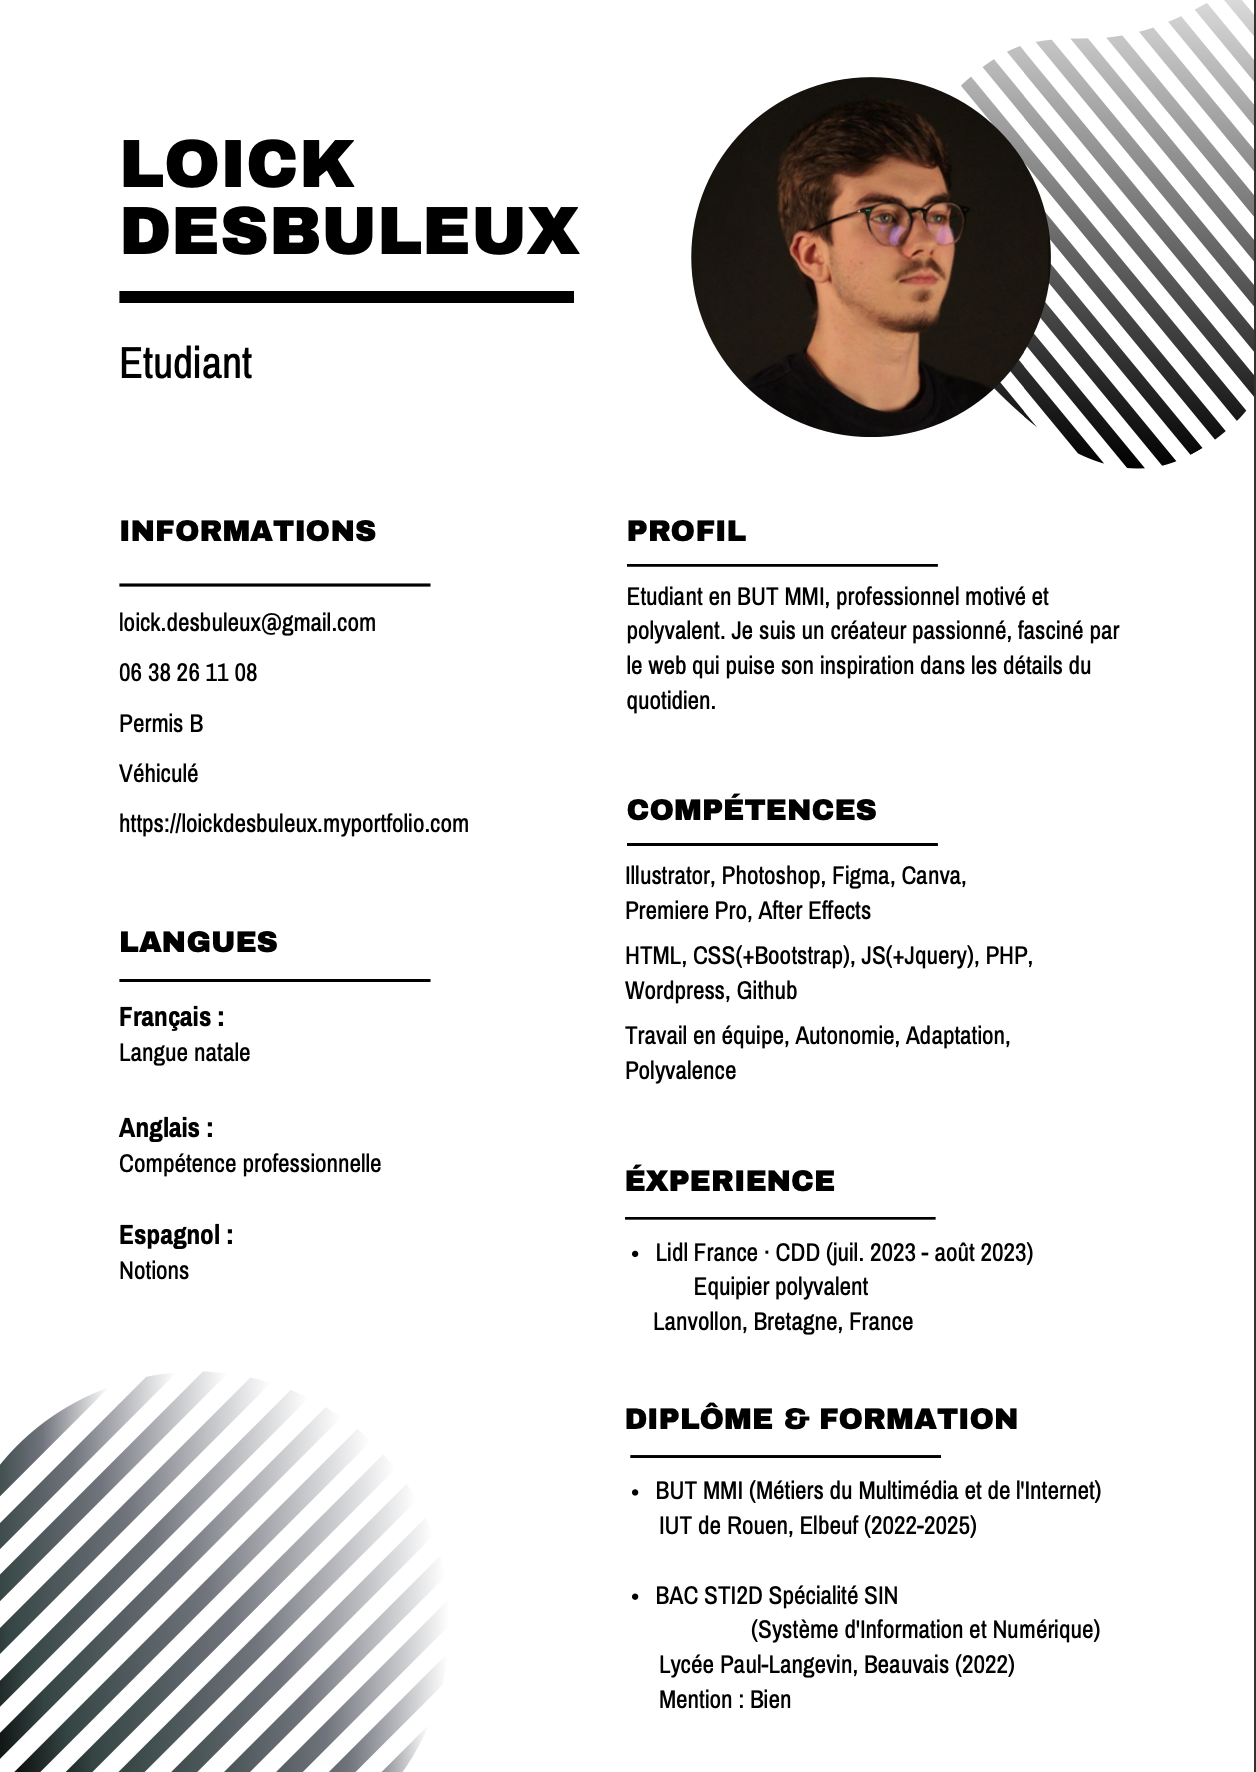 LOICK
DESBULEUX
Etudiant
INFORMATIONS
loick.desbuleux@gmail.com
06 38 26 11 08
Permis B
Véhiculé
https://loickdesbuleux.myportfolio.com
LANGUES
Français :
Langue natale
Anglais :
Compétence professionnelle
Espagnol :
Notions
PROFIL
Etudiant en BUT MMI, professionnel motivé et
polyvalent. Je suis un créateur passionné, fasciné par
le web qui puise son inspiration dans les détails du
quotidien.
COMPÉTENCES
Illustrator, Photoshop, Figma, Canva,
Premiere Pro, After Effects
HTML, CSS(+Bootstrap), JS(+Jquery), PHP,
Wordpress, Github
Travail en équipe, Autonomie, Adaptation,
Polyvalence
ÉXPERIENCE
• Lidl France · CDD (juil. 2023 - août 2023)
Equipier polyvalent
Lanvollon, Bretagne, France
DIPLÔME & FORMATION
• BUT MMI (Métiers du Multimédia et de l'Internet)
IUT de Rouen, Elbeuf (2022-2025)
• BAC STI2D Spécialité SIN
(Système d'Information et Numérique)
Lycée Paul-Langevin, Beauvais (2022)
Mention : Bien